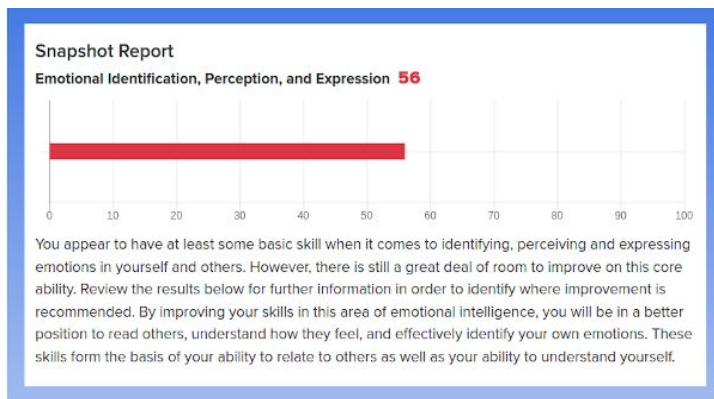 Snapshot Report
Emotional Identification, Perception, and Expression 56
0 10 20 30 40 50 60 70 80 90 100
You appear to have at least some basic skill when it comes to identifying, perceiving and expressing
emotions in yourself and others. However, there is still a great deal of room to improve on this core
ability. Review the results below for further information in order to identify where improvement is
recommended. By improving your skills in this area of emotional intelligence, you will be in a better
position to read others, understand how they feel, and effectively identify your own emotions. These
skills form the basis of your ability to relate to others as well as your ability to understand yourself.